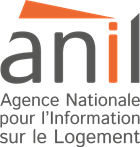 anil
Agence Nationale
pour l'Information
sur le Logement